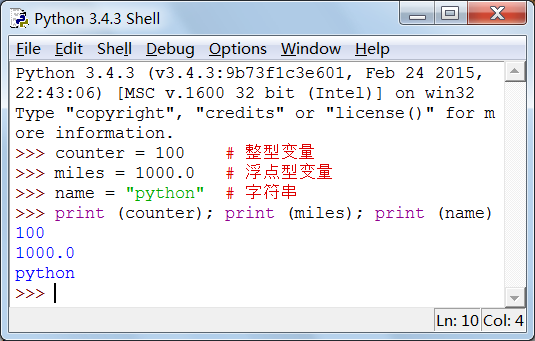 Python 3.4.3 Shell
File Edit Shell Debug Options Window Help
Python 3.4.3 (v3.4.3:9b73f1c3e601, Feb 24 2015,
22:43:06) [MSC v.1600 32 bit (Intel)] on win32
Type "copyright", "credits" or "license()" for m
ore information.
>>> counter = 100    # 整型变量
>>> miles = 1000.0   # 浮点型变量
>>> name = "python"  # 字符串
>>> print (counter); print (miles); print (name)
100
1000.0
python
>>>
Ln: 10 Col: 4